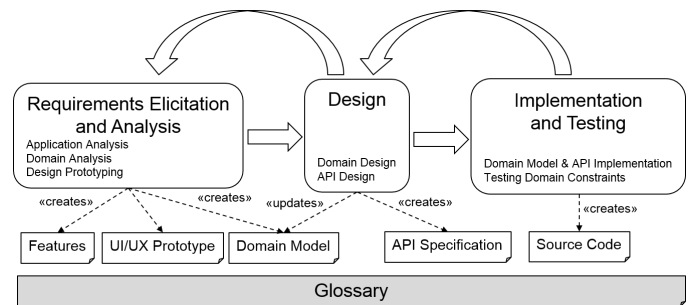 Requirements Elicitation
and Analysis
Application Analysis
Domain Analysis
Design Prototyping
Design
Domain Design
API Design
Implementation
and Testing
Domain Model & API Implementation
Testing Domain Constraints
«creates»
«creates»
«updates»
«creates»
«creates»
Features
UI/UX Prototype
Domain Model
API Specification
Source Code
Glossary